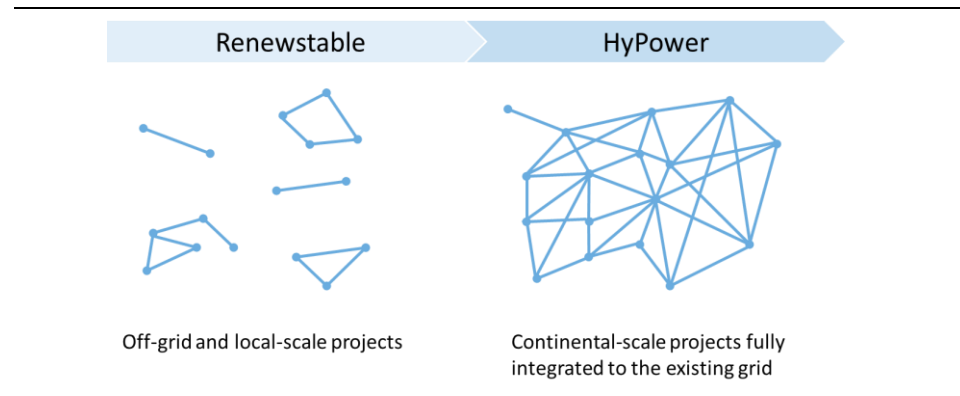 Renewstable
HyPower
Off-grid and local-scale projects
Continental-scale projects fully
integrated to the existing grid